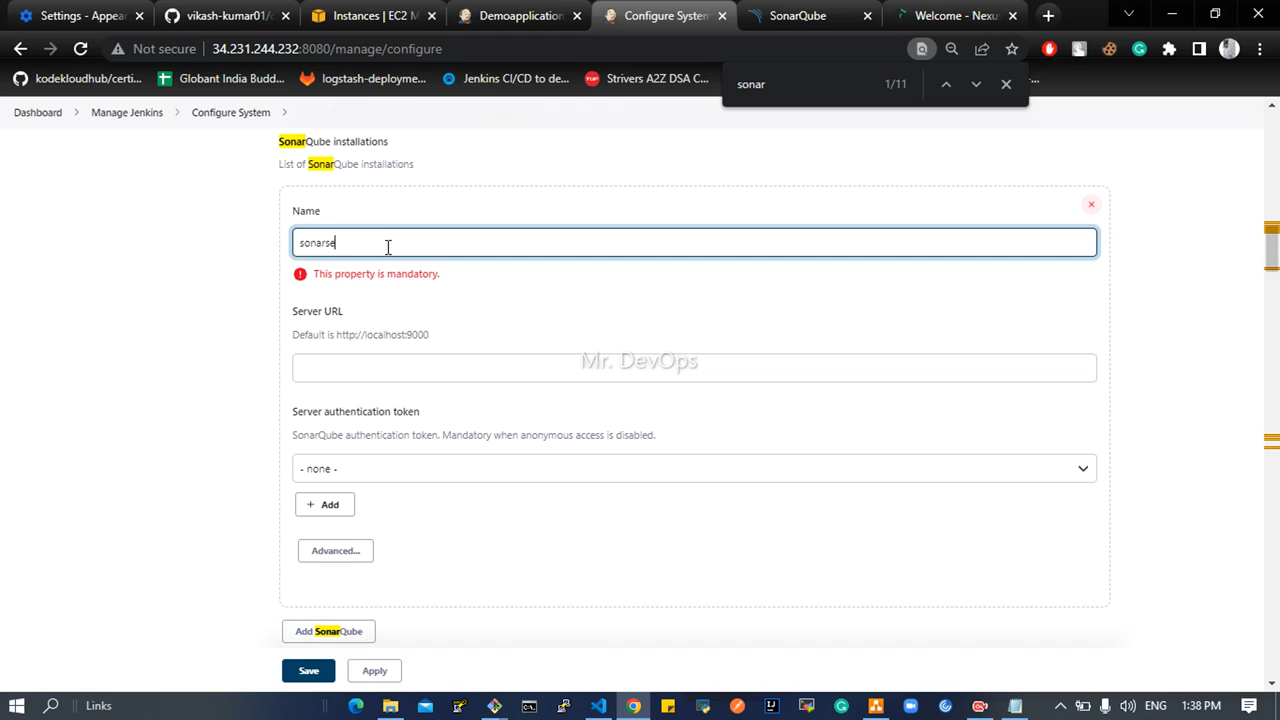 Settings - Appear
vikash-kumar01/
Instances | EC2 M
Demoapplication
Configure System
SonarQube
Welcome - Nexus
Not secure
34.231.244.232:8080/manage/configure
kodekloudhub/certi...
Globant India Budd...
logstash-deployme...
Jenkins CI/CD to de...
Strivers A2Z DSA C...
sonar
1/11
Dashboard
Manage Jenkins
Configure System
SonarQube installations
List of SonarQube installations
Name
sonarse
This property is mandatory.
Server URL
Default is http://localhost:9000
Mr. DevOps
Server authentication token
SonarQube authentication token. Mandatory when anonymous access is disabled.
- none -
+ Add
Advanced...
Add SonarQube
Save
Apply
Links
ENG
1:38 PM